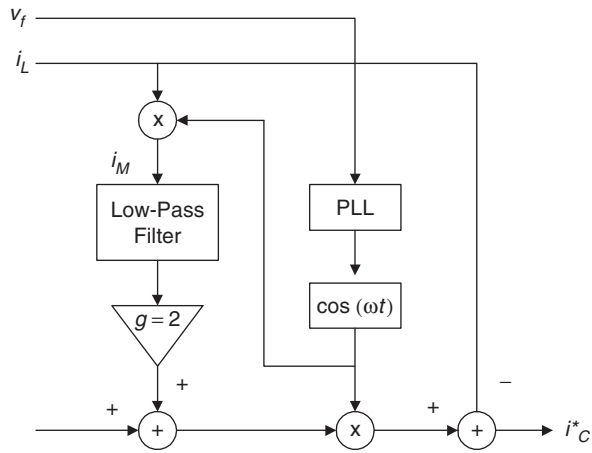 v_f
i_L
x
i_M
Low-Pass
Filter
PLL
g = 2
cos (ωt)
+
+
+
x
+
+
−
i*_C